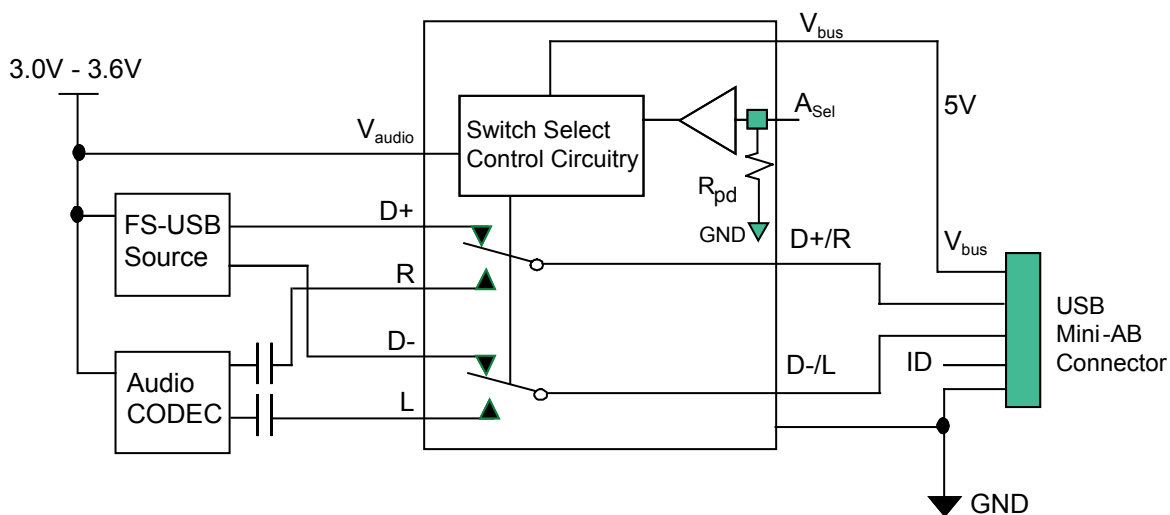 3.0V - 3.6V
V_bus
A_Sel
5V
V_audio
Switch Select
Control Circuitry
R_pd
GND
FS-USB
Source
D+
D+/R
V_bus
R
USB
Mini-AB
Connector
D-
D-/L
ID
Audio
CODEC
L
GND